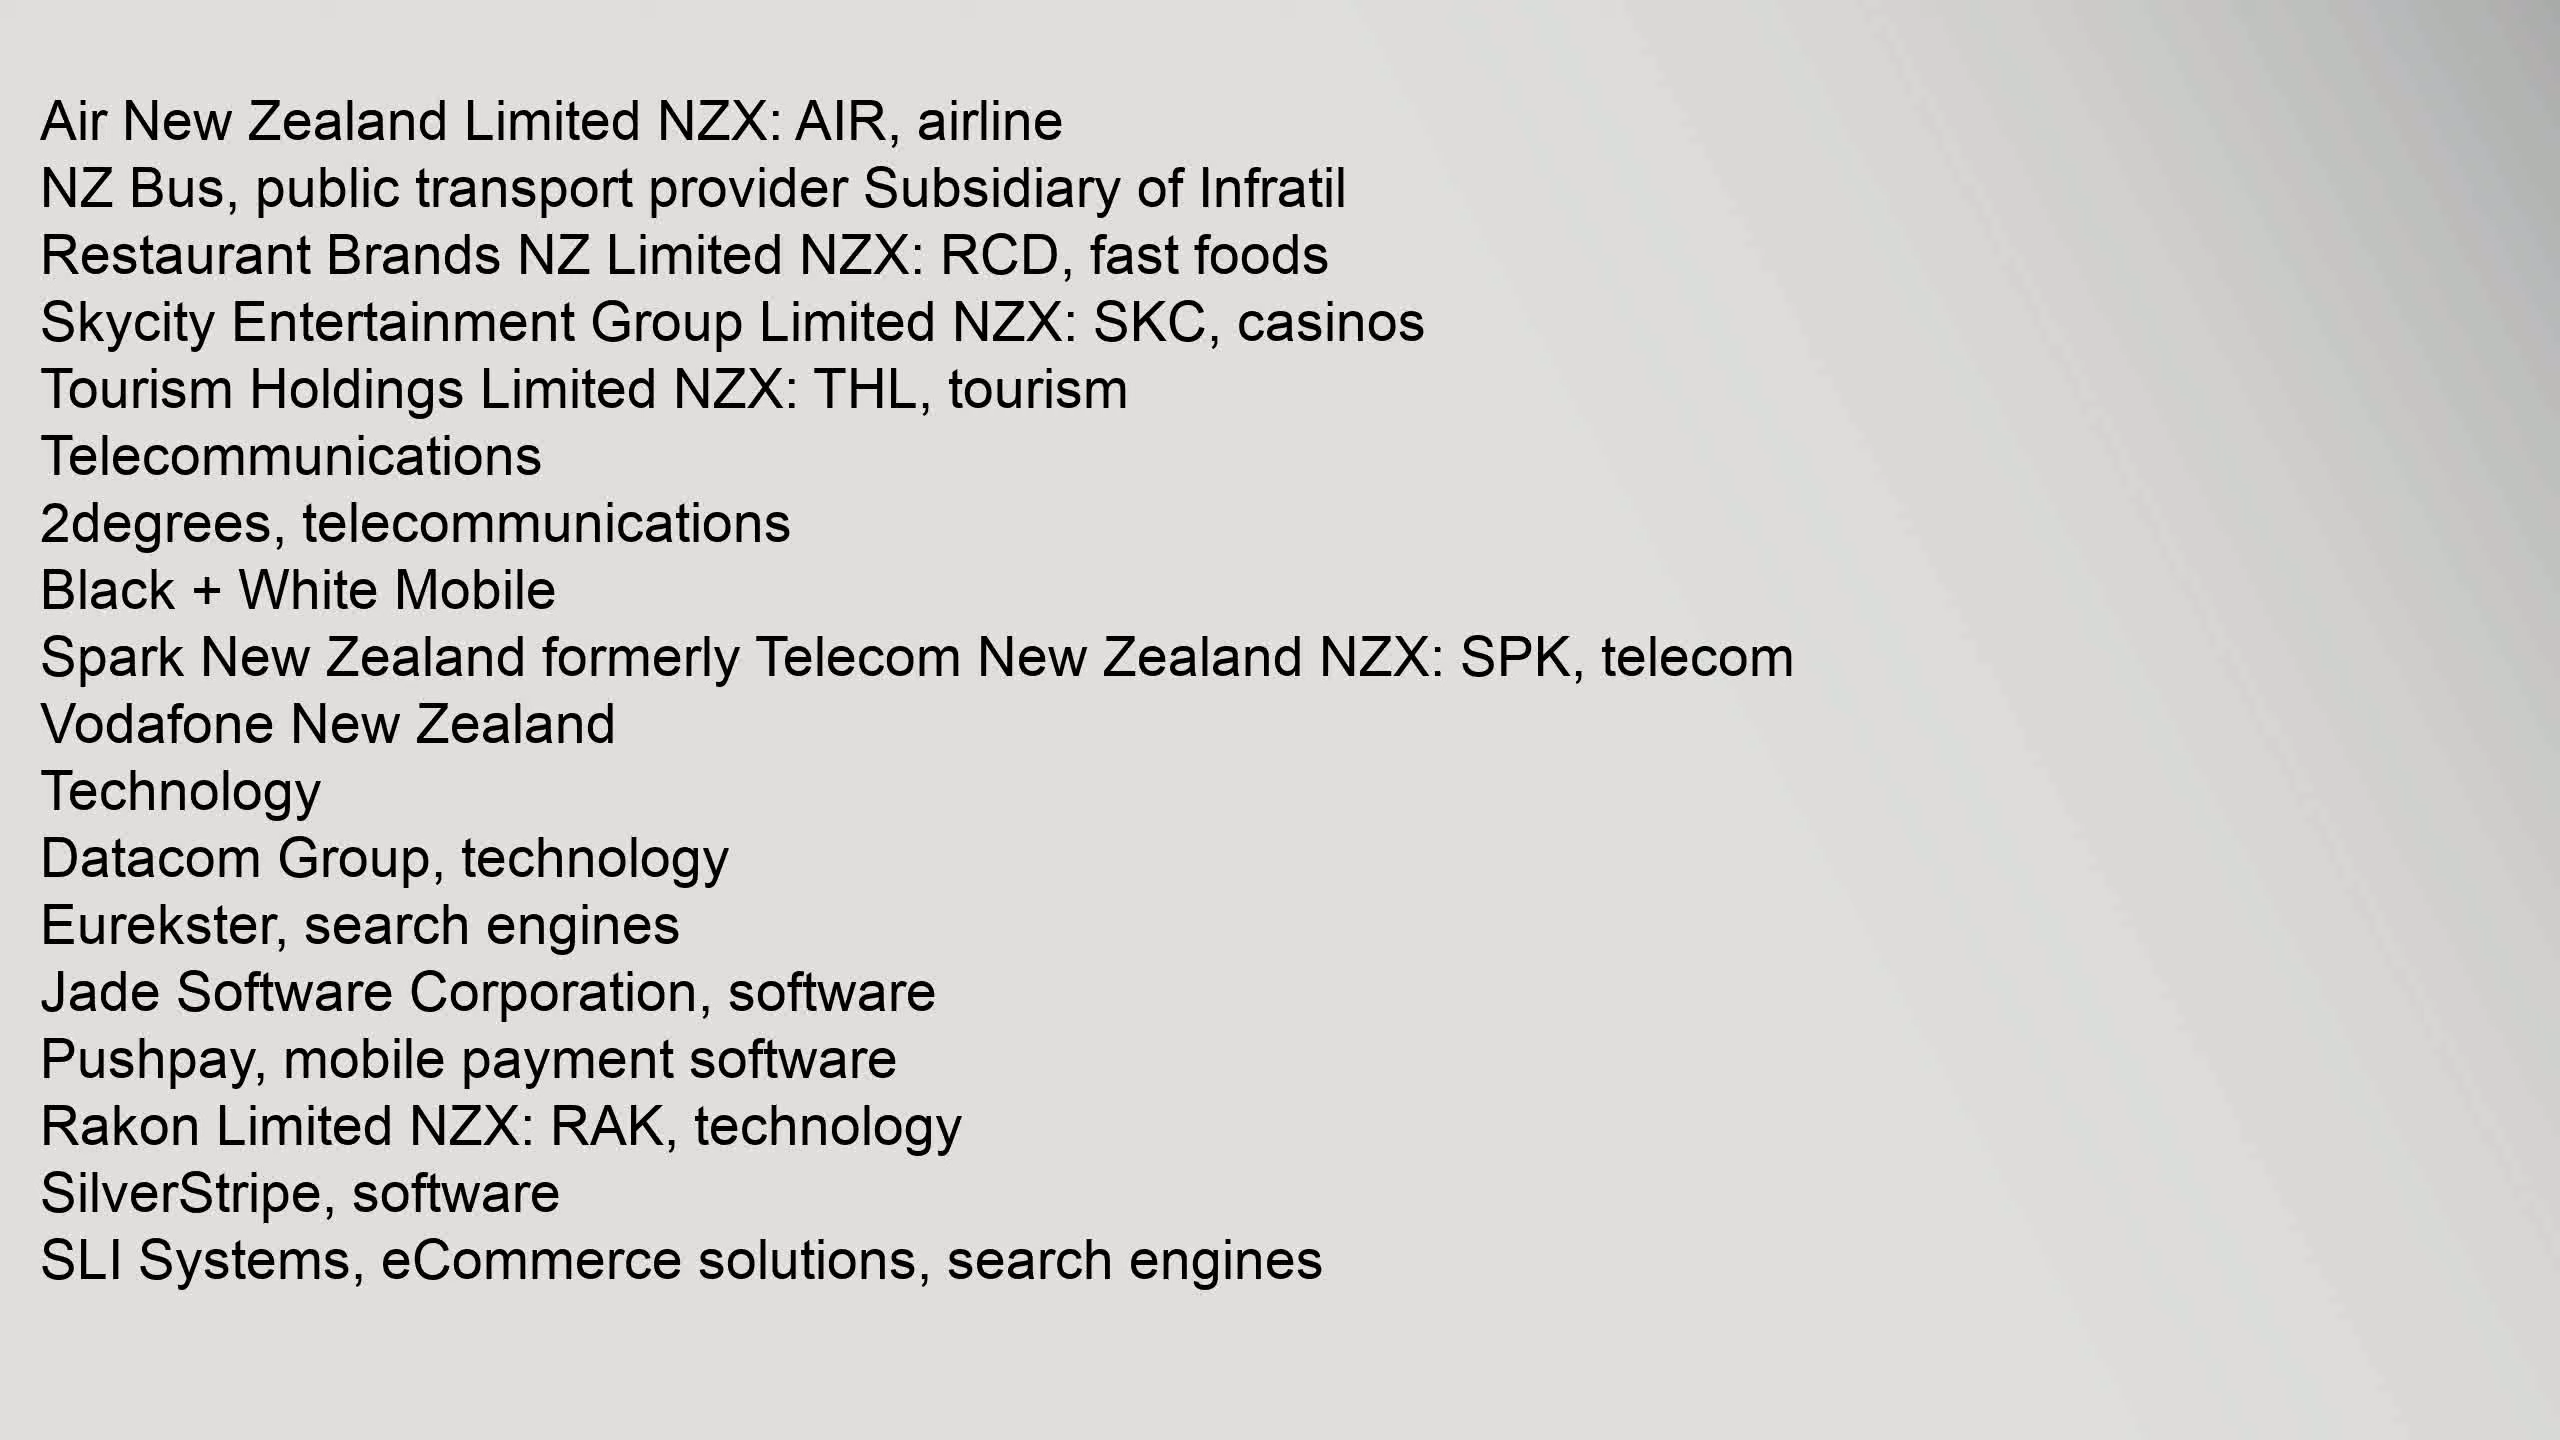 Air New Zealand Limited NZX: AIR, airline
NZ Bus, public transport provider Subsidiary of Infratil
Restaurant Brands NZ Limited NZX: RCD, fast foods
Skycity Entertainment Group Limited NZX: SKC, casinos
Tourism Holdings Limited NZX: THL, tourism
Telecommunications
2degrees, telecommunications
Black + White Mobile
Spark New Zealand formerly Telecom New Zealand NZX: SPK, telecom
Vodafone New Zealand
Technology
Datacom Group, technology
Eurekster, search engines
Jade Software Corporation, software
Pushpay, mobile payment software
Rakon Limited NZX: RAK, technology
SilverStripe, software
SLI Systems, eCommerce solutions, search engines